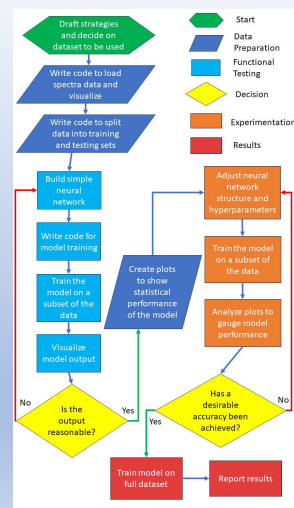 Draft strategies and
decide on
dataset to be used
Write code to load
spectra data and
visualize
Write code to split
data into training
and testing sets
Build simple
neural
network
Write code for
model training
Train the
model on a
subset of
the data
Visualize
model output
No
Is the
output
reasonable?
Yes
Create plots
to show
statistical
performance
of the model
Start
Data
Preparation
Functional
Testing
Decision
Experimentation
Results
Adjust neural
network
structure and
hyperparameters
Train the model
on a subset of
the data
Analyze plots to
gauge model
performance
Has a
desirable
accuracy been
achieved?
No
Yes
Train model on
full dataset
Report results